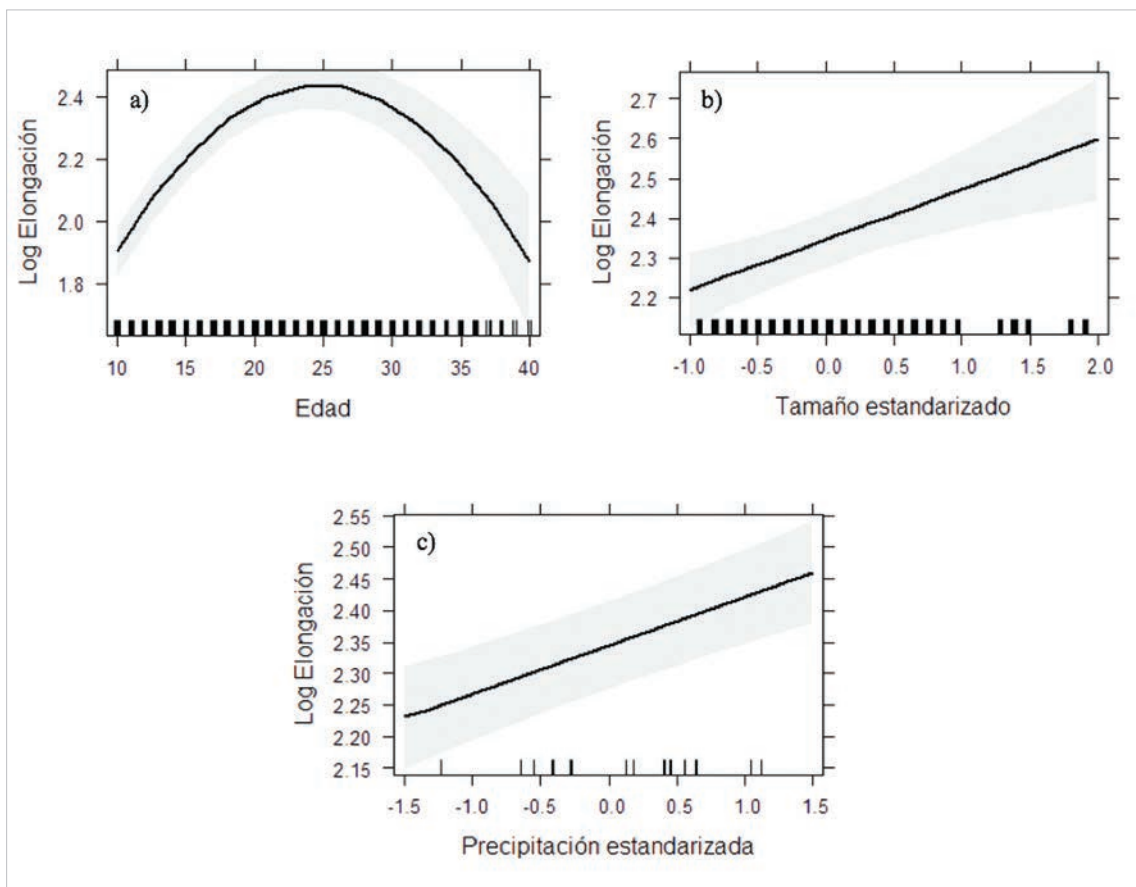 a)
Log Elongación
2.4
2.2
2.0
1.8
10 15 20 25 30 35 40
Edad
b)
Log Elongación
2.7
2.6
2.5
2.4
2.3
2.2
-1.0 -0.5 0.0 0.5 1.0 1.5 2.0
Tamaño estandarizado
c)
Log Elongación
2.55
2.50
2.45
2.40
2.35
2.30
2.25
2.20
2.15
-1.5 -1.0 -0.5 0.0 0.5 1.0 1.5
Precipitación estandarizada